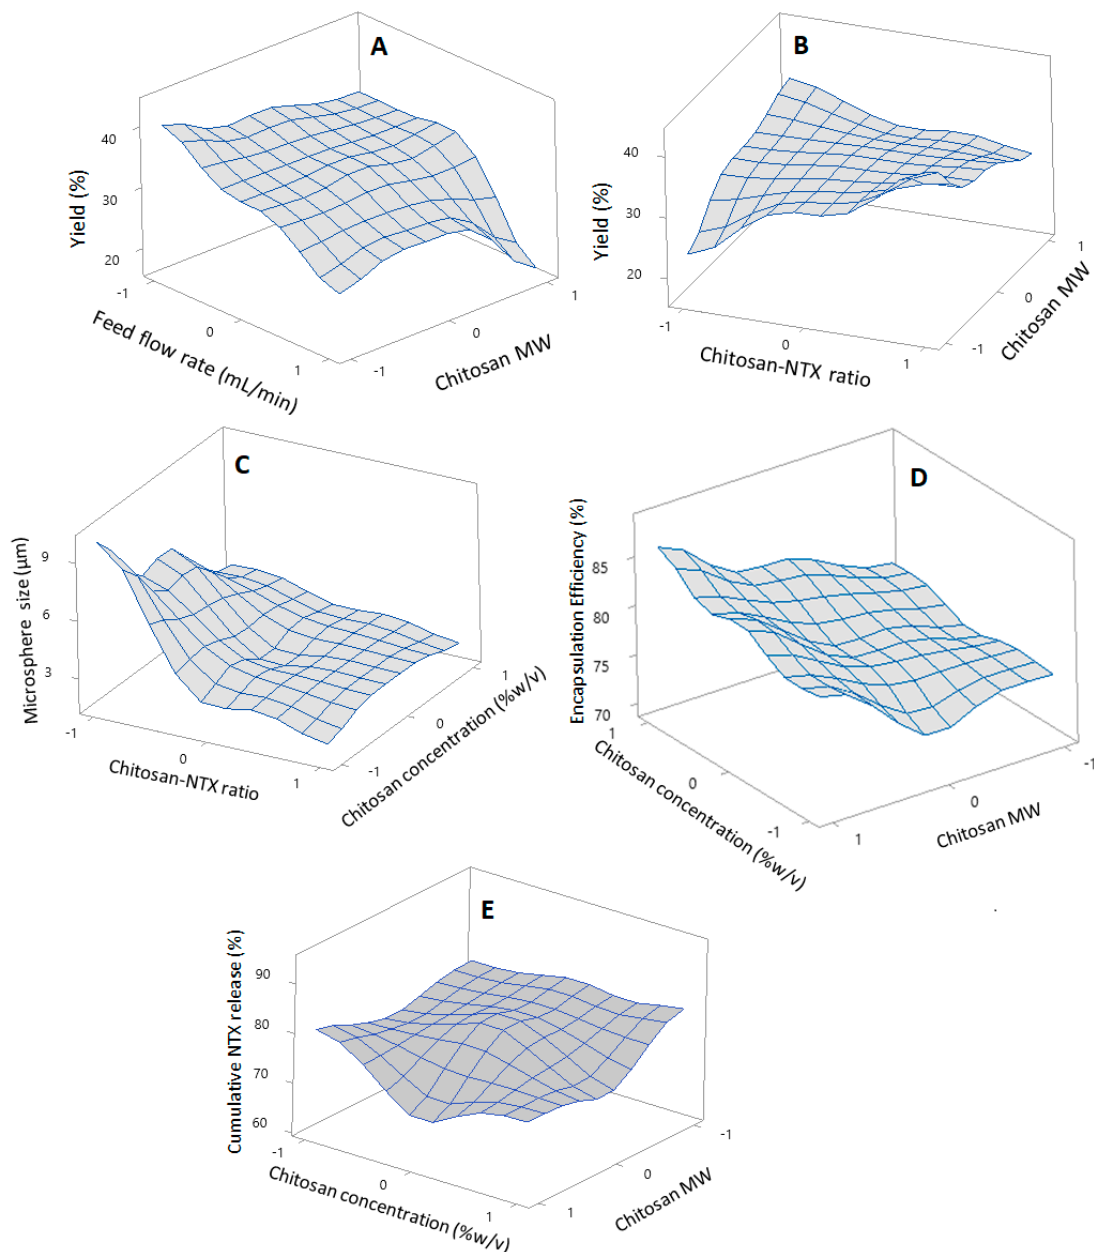 A
Yield (%)
40
30
20
-1
0
1
Feed flow rate (mL/min)
-1
0
1
Chitosan MW
B
Yield (%)
40
30
20
-1
0
1
Chitosan-NTX ratio
-1
0
1
Chitosan MW
C
Microsphere size (µm)
9
6
3
-1
0
1
Chitosan-NTX ratio
-1
0
1
Chitosan concentration (%w/v)
D
Encapsulation Efficiency (%)
85
80
75
70
1
0
-1
Chitosan concentration (%w/v)
1
0
-1
Chitosan MW
E
Cumulative NTX release (%)
90
80
70
60
-1
0
1
Chitosan concentration (%w/v)
1
0
-1
Chitosan MW